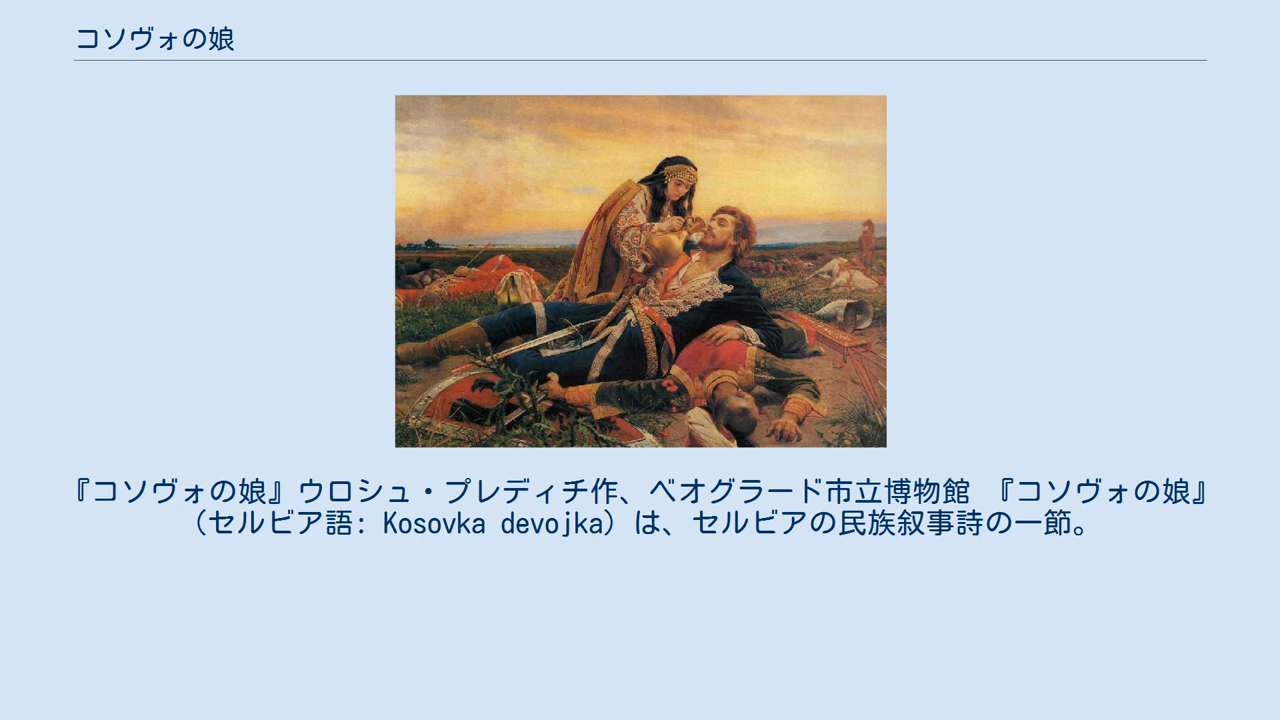 コソヴォの娘
『コソヴォの娘』ウロシュ・プレディチ作、ベオグラード市立博物館 『コソヴォの娘』
（セルビア語: Kosovka devojka）は、セルビアの民族叙事詩の一節。